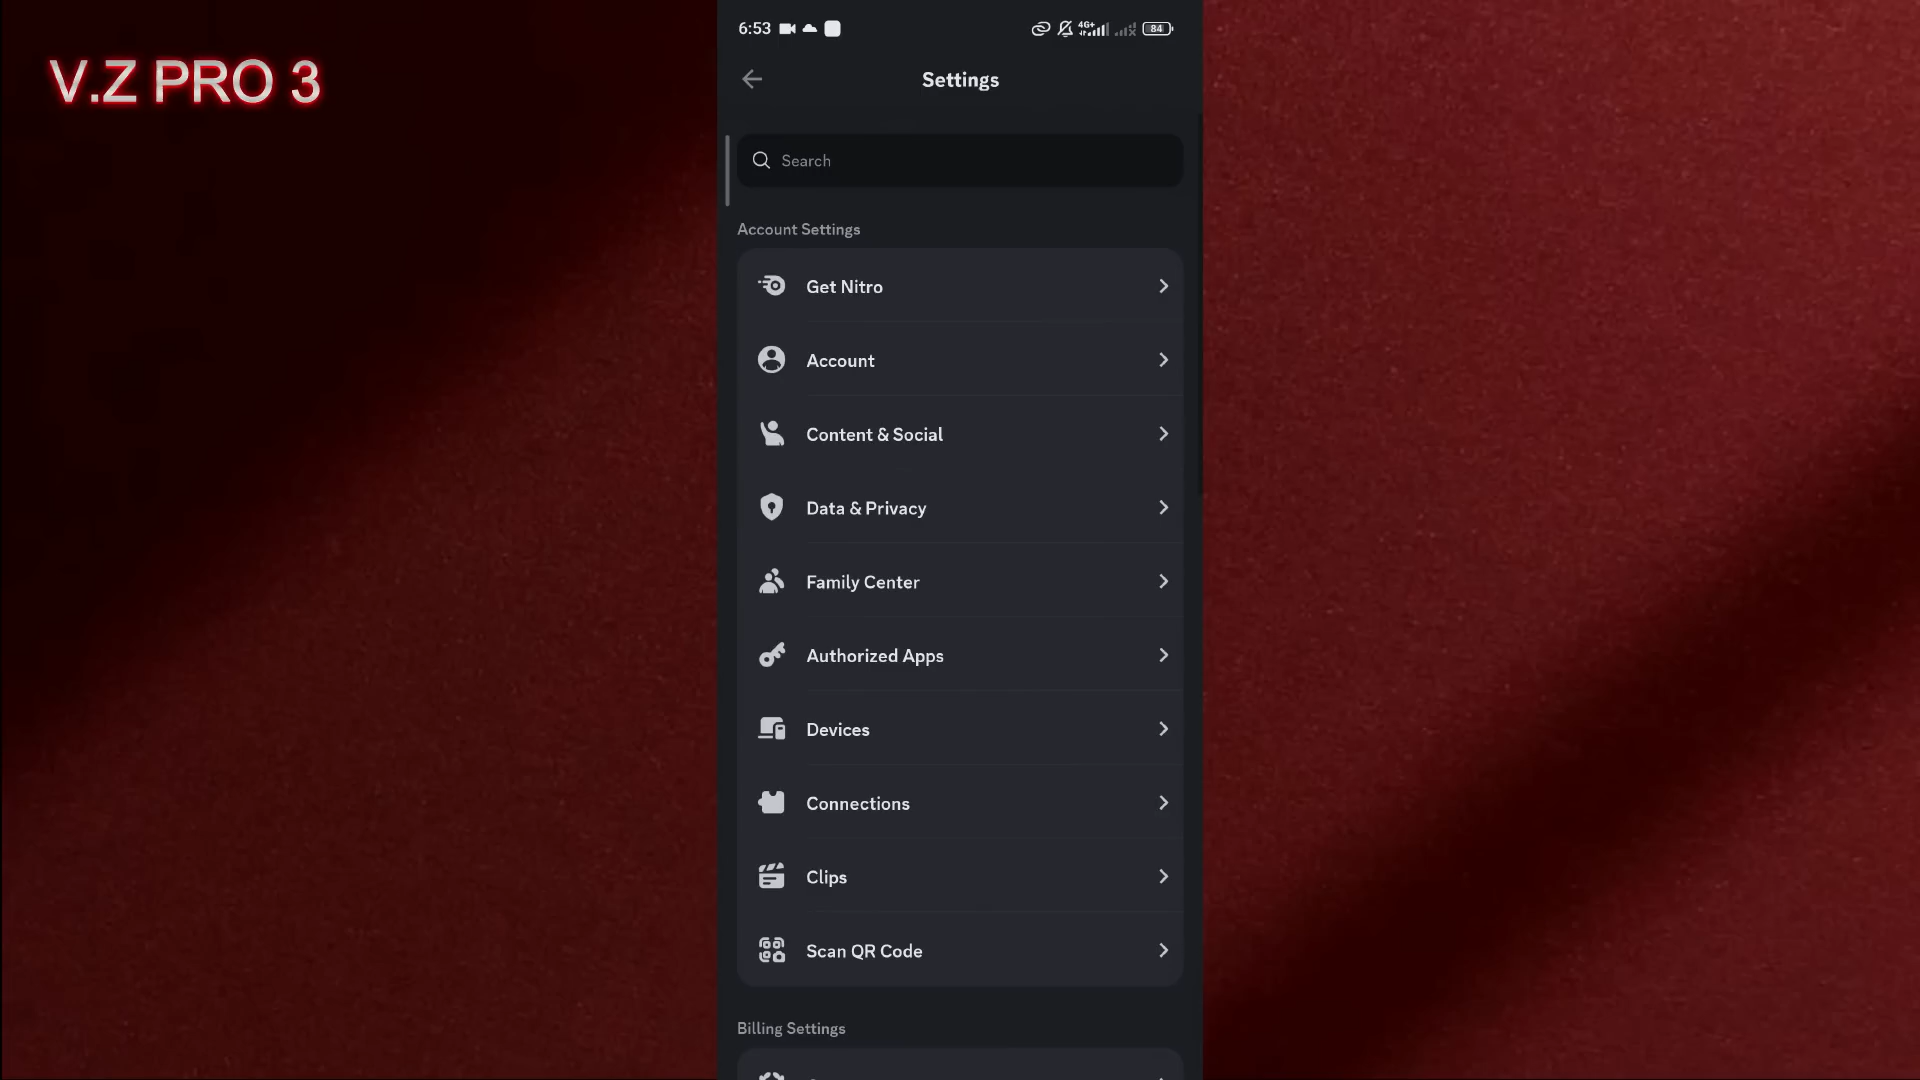 V.Z PRO 3
6:53
4G+
84
Settings
Search
Account Settings
Get Nitro
Account
Content & Social
Data & Privacy
Family Center
Authorized Apps
Devices
Connections
Clips
Scan QR Code
Billing Settings